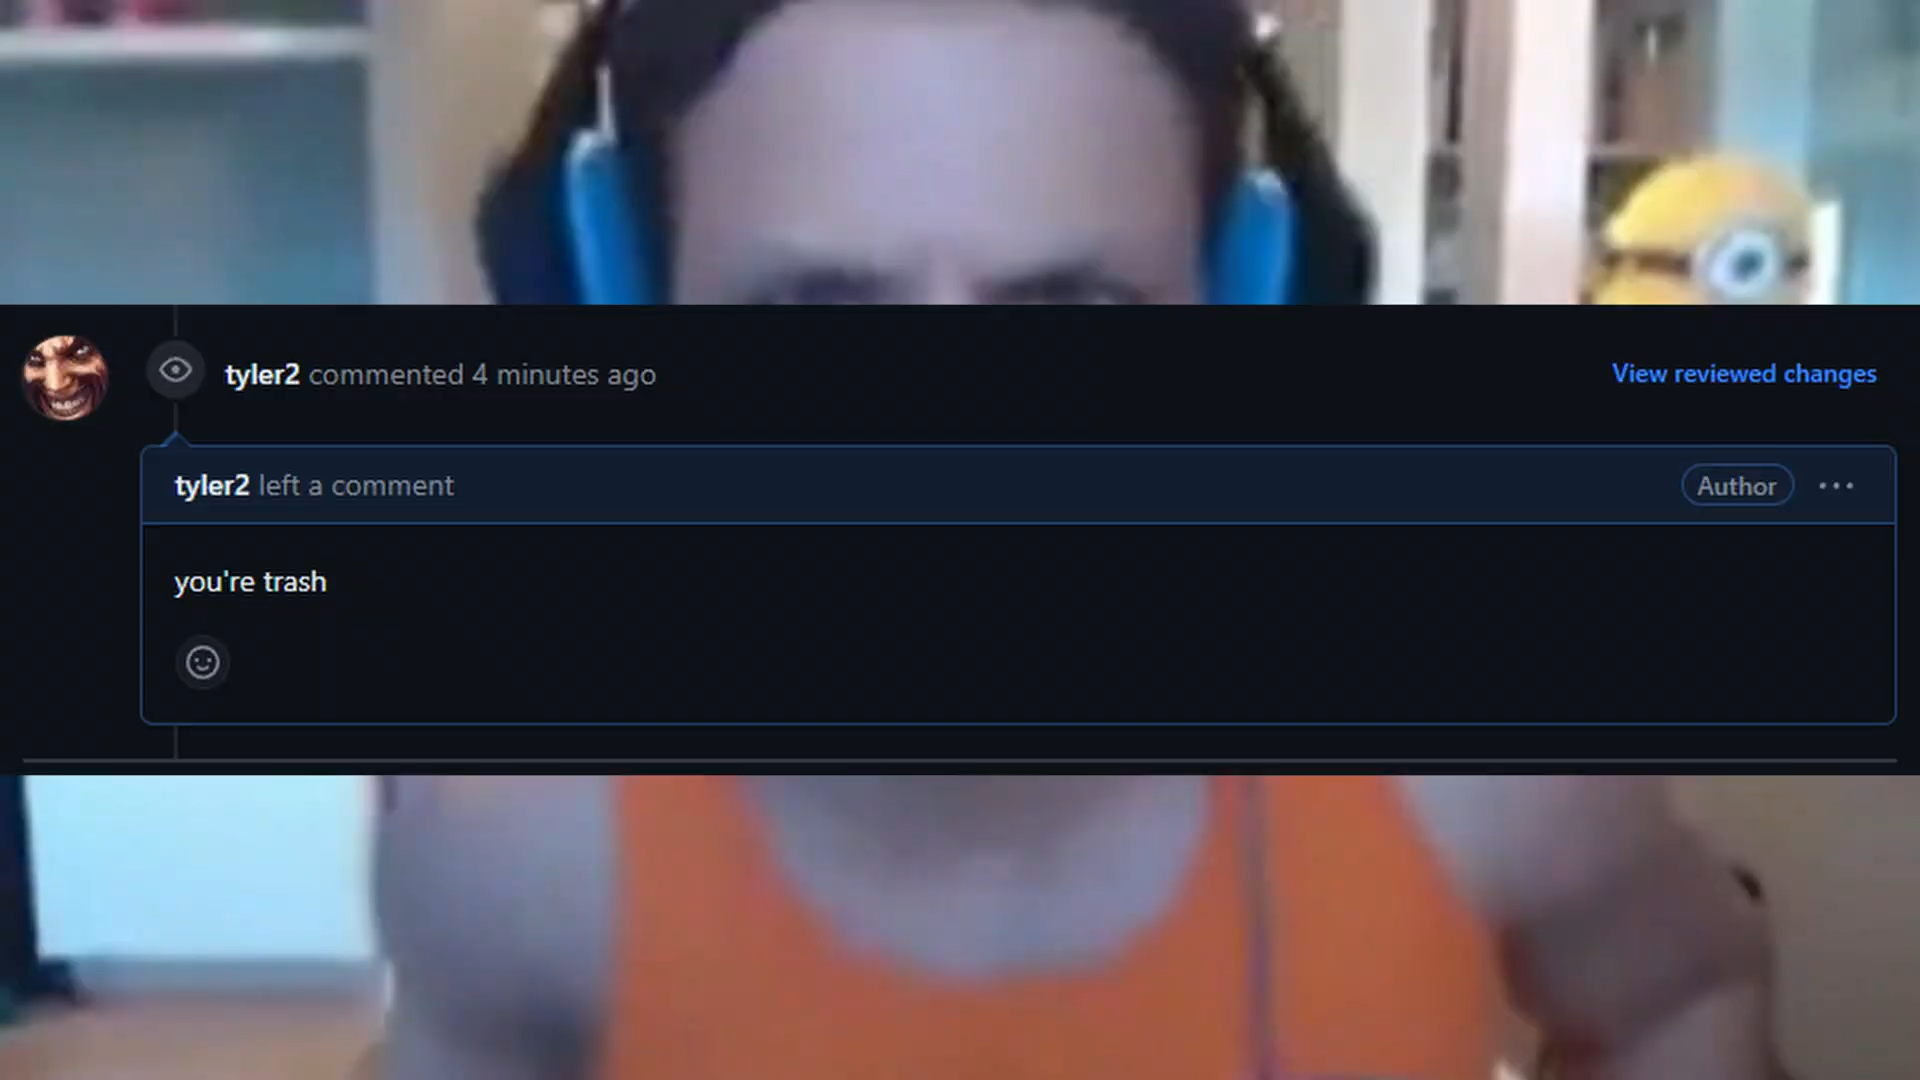 tyler2 commented 4 minutes ago
View reviewed changes
tyler2 left a comment
Author
you're trash